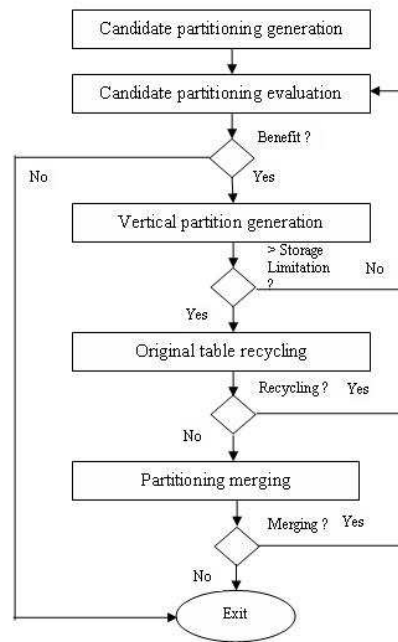 Candidate partitioning generation
Candidate partitioning evaluation
Benefit ?
No
Yes
Vertical partition generation
> Storage
Limitation
?
No
Yes
Original table recycling
Recycling ?
Yes
No
Partitioning merging
Merging ?
Yes
No
Exit